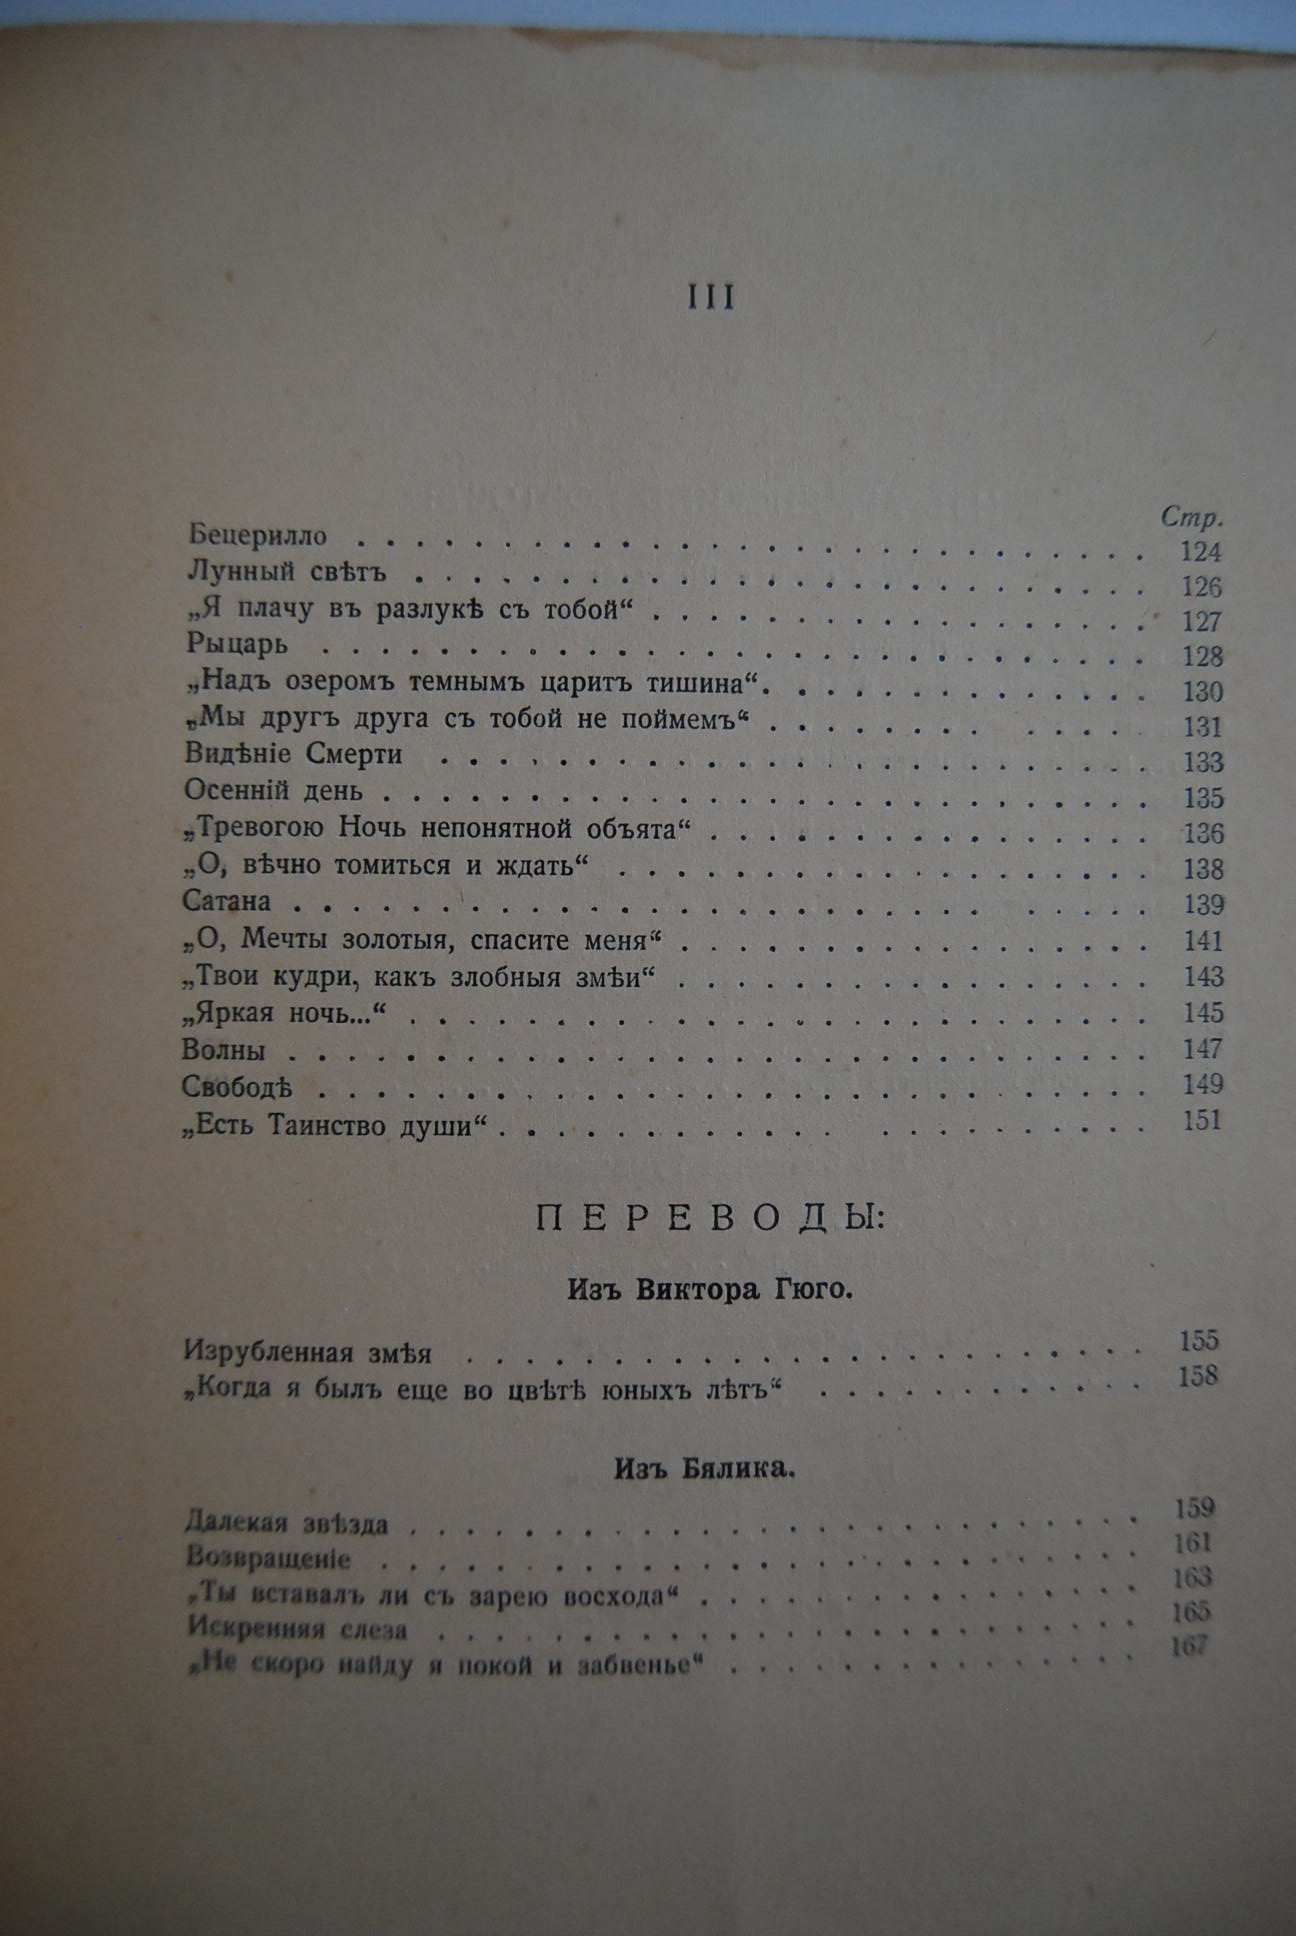 III
Стр.
Бецерилло . . . . . . . . . . . . . . . . . . . . . . . . . . . 124
Лунный свѣтъ . . . . . . . . . . . . . . . . . . . . . . . . . 126
„Я плачу въ разлукѣ съ тобой“ . . . . . . . . . . . . . . . . . 127
Рыцарь . . . . . . . . . . . . . . . . . . . . . . . . . . . . 128
„Надъ озеромъ темнымъ царитъ тишина“. . . . . . . . . . . . . . 130
„Мы другъ друга съ тобой не поймемъ“ . . . . . . . . . . . . 131
Видѣніе Смерти . . . . . . . . . . . . . . . . . . . . . . . . 133
Осенній день . . . . . . . . . . . . . . . . . . . . . . . . . . 135
„Тревогою Ночь непонятной объята“ . . . . . . . . . . . . . . . 136
„О, вѣчно томиться и ждать“ . . . . . . . . . . . . . . . . . . 138
Сатана . . . . . . . . . . . . . . . . . . . . . . . . . . . . 139
„О, Мечты золотыя, спасите меня“ . . . . . . . . . . . . . . . . 141
„Твои кудри, какъ злобныя змѣи“ . . . . . . . . . . . . . . . . 143
„Яркая ночь...“ . . . . . . . . . . . . . . . . . . . . . . . . . 145
Волны . . . . . . . . . . . . . . . . . . . . . . . . . . . . . 147
Свободѣ . . . . . . . . . . . . . . . . . . . . . . . . . . . . 149
„Есть Таинство души“ . . . . . . . . . . . . . . . . . . . . . 151
ПЕРЕВОДЫ:
Изъ Виктора Гюго.
Изрубленная змѣя . . . . . . . . . . . . . . . . . . . . . . . 155
„Когда я былъ еще во цвѣтѣ юныхъ лѣтъ“ . . . . . . . . . . . . 158
Изъ Бялика.
Далекая звѣзда . . . . . . . . . . . . . . . . . . . . . . . . . 159
Возвращеніе . . . . . . . . . . . . . . . . . . . . . . . . . . 161
„Ты вставалъ ли съ зарею восхода“ . . . . . . . . . . . . . . . 163
Искренняя слеза . . . . . . . . . . . . . . . . . . . . . . . . 165
„Не скоро найду я покой и забвенье“ . . . . . . . . . . . . . . 167